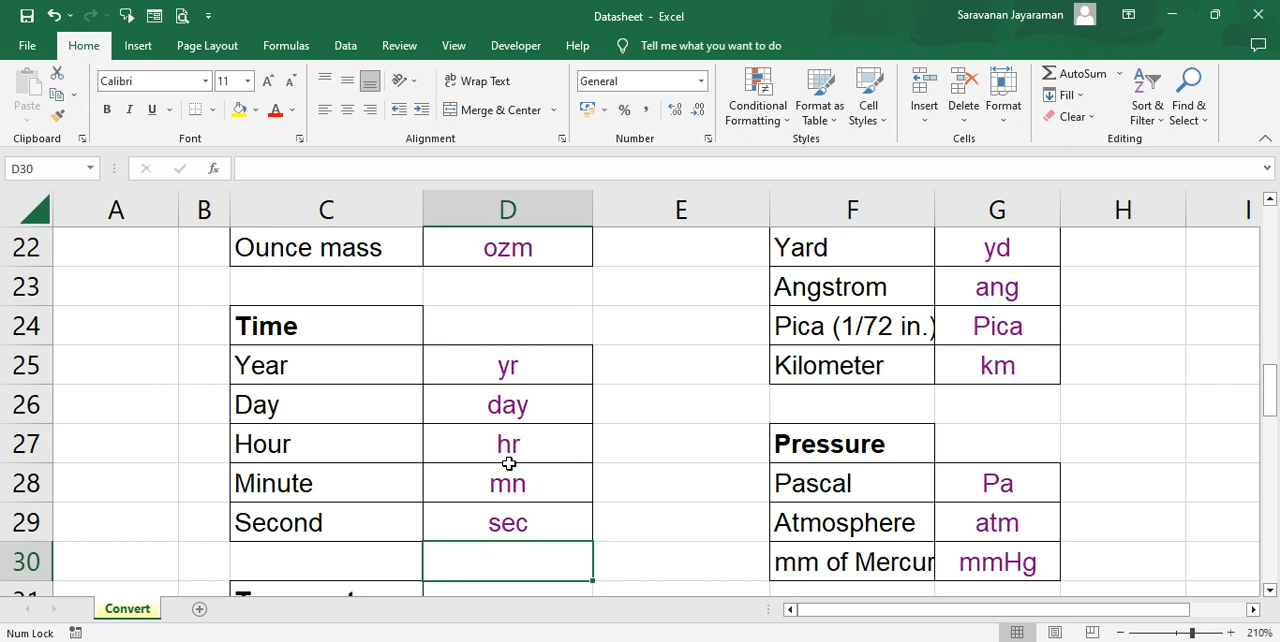 Datasheet - Excel
Saravanan Jayaraman
File Home Insert Page Layout Formulas Data Review View Developer Help Tell me what you want to do
Paste
Clipboard
Calibri 11
B I U
Font
Wrap Text
Merge & Center
Alignment
General
Number
Conditional Formatting
Format as Table
Cell Styles
Styles
Insert Delete Format
Cells
AutoSum
Fill
Clear
Sort & Filter
Find & Select
Editing
D30
fx
A B C D E F G H I
22 Ounce mass ozm Yard yd
23 Angstrom ang
24 Time Pica (1/72 in.) Pica
25 Year yr Kilometer km
26 Day day
27 Hour hr Pressure
28 Minute mn Pascal Pa
29 Second sec Atmosphere atm
30 mm of Mercur mmHg
Convert
Num Lock
210%